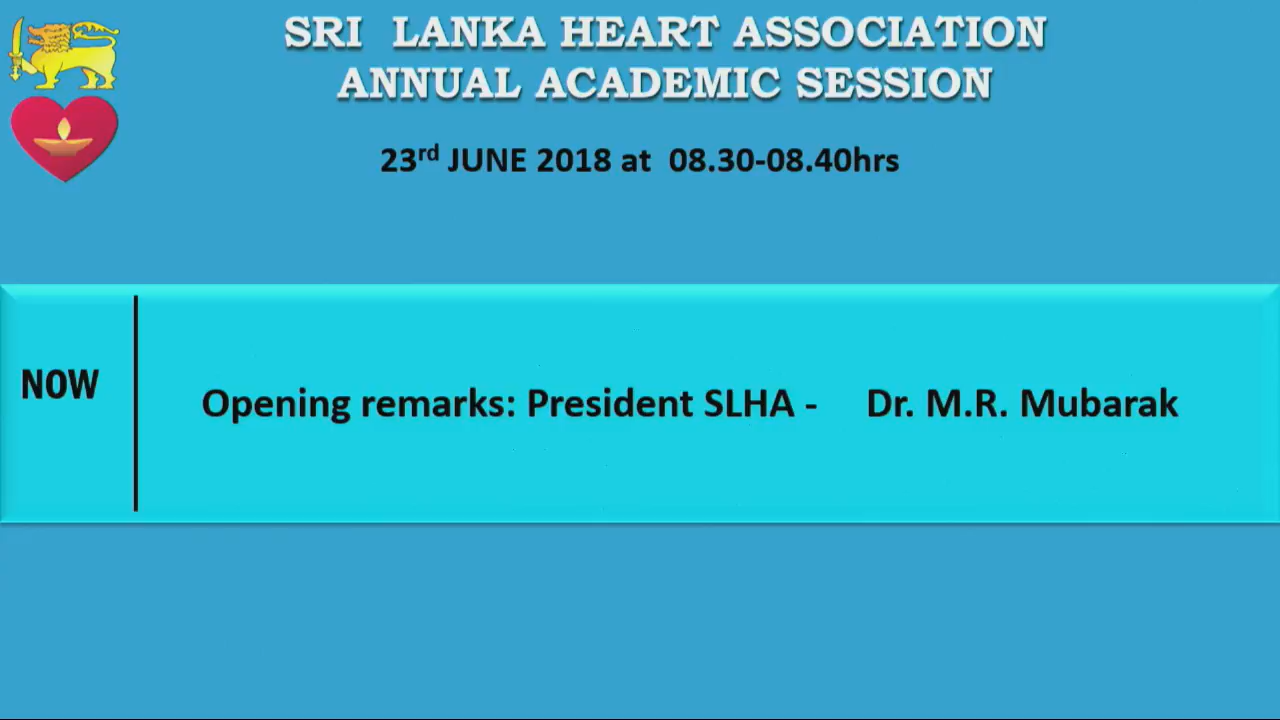 SRI LANKA HEART ASSOCIATION
ANNUAL ACADEMIC SESSION
23rd JUNE 2018 at 08.30-08.40hrs
NOW
Opening remarks: President SLHA - Dr. M.R. Mubarak